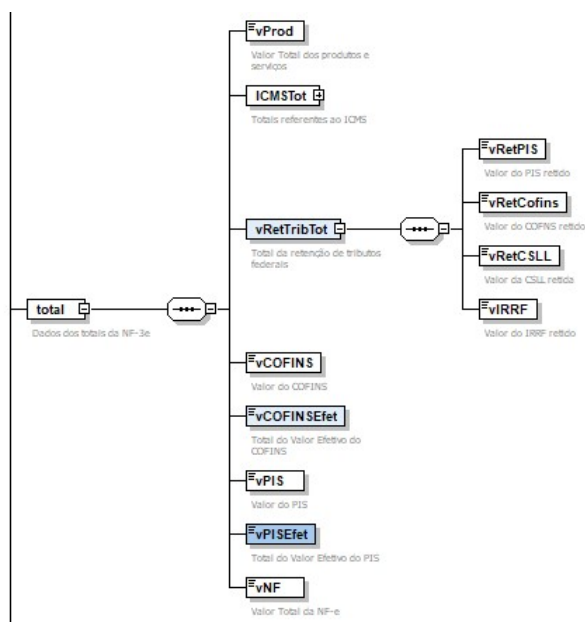 vProd
Valor Total dos produtos e
serviços
ICMSTot
Totais referentes ao ICMS
vRetTribTot
Total da retenção de tributos
federais
vRetPIS
Valor do PIS retido
vRetCofins
Valor do COFNS retido
vRetCSLL
Valor da CSLL retida
vIRRF
Valor do IRRF retido
total
Dados dos totais da NF-3e
vCOFINS
Valor do COFINS
vCOFINSEfet
Total do Valor Efetivo do
COFINS
vPIS
Valor do PIS
vPISEfet
Total do Valor Efetivo do PIS
vNF
Valor Total da NF-e